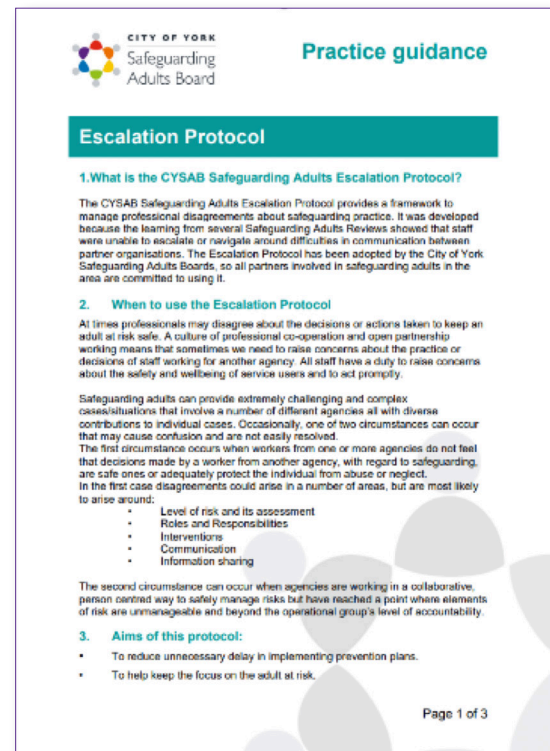 CITY OF YORK
Safeguarding
Adults Board
Practice guidance
Escalation Protocol
1.What is the CYSAB Safeguarding Adults Escalation Protocol?
The CYSAB Safeguarding Adults Escalation Protocol provides a framework to
manage professional disagreements about safeguarding practice. It was developed
because the learning from several Safeguarding Adults Reviews showed that staff
were unable to escalate or navigate around difficulties in communication between
partner organisations. The Escalation Protocol has been adopted by the City of York
Safeguarding Adults Boards, so all partners involved in safeguarding adults in the
area are committed to using it.
2. When to use the Escalation Protocol
At times professionals may disagree about the decisions or actions taken to keep an
adult at risk safe. A culture of professional co-operation and open partnership
working means that sometimes we need to raise concerns about the practice or
decisions of staff working for another agency. All staff have a duty to raise concerns
about the safety and wellbeing of service users and to act promptly.
Safeguarding adults can provide extremely challenging and complex
cases/situations that involve a number of different agencies all with diverse
contributions to individual cases. Occasionally, one of two circumstances can occur
that may cause confusion and are not easily resolved.
The first circumstance occurs when workers from one or more agencies do not feel
that decisions made by a worker from another agency, with regard to safeguarding,
are safe ones or adequately protect the individual from abuse or neglect.
In the first case disagreements could arise in a number of areas, but are most likely
to arise around:
• Level of risk and its assessment
• Roles and Responsibilities
• Interventions
• Communication
• Information sharing
The second circumstance can occur when agencies are working in a collaborative,
person centred way to safely manage risks but have reached a point where elements
of risk are unmanageable and beyond the operational group's level of accountability.
3. Aims of this protocol:
• To reduce unnecessary delay in implementing prevention plans.
• To help keep the focus on the adult at risk.
Page 1 of 3